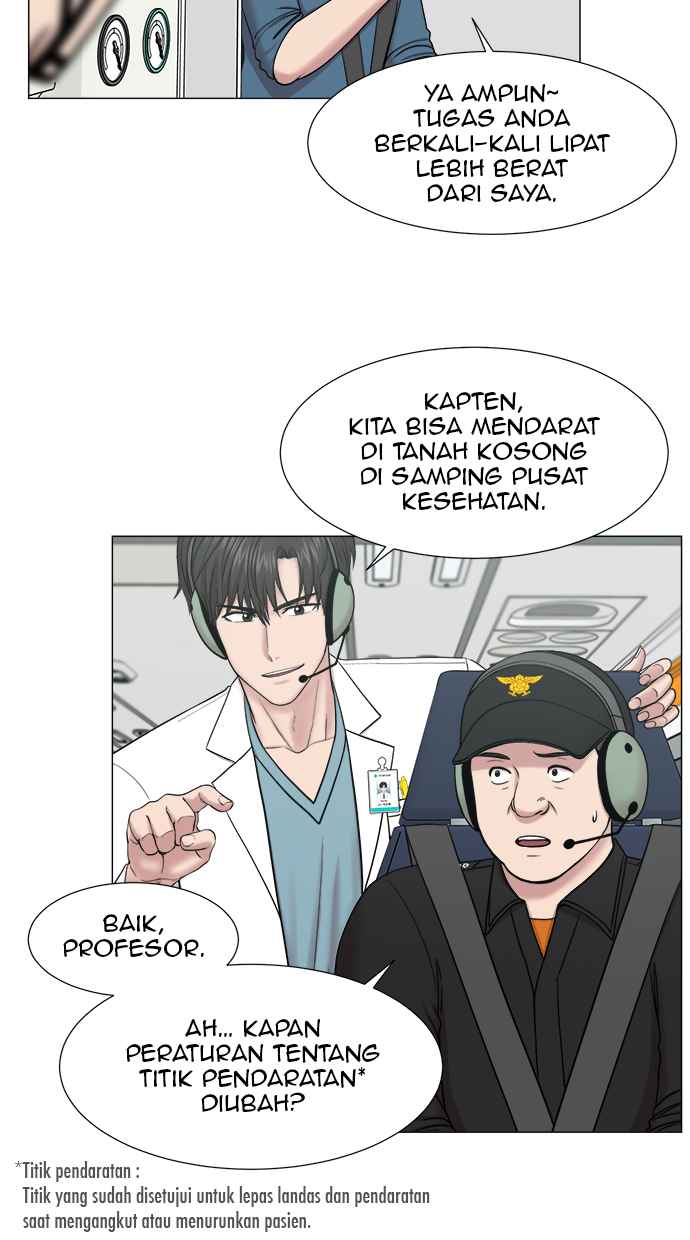 YA AMPUN~
TUGAS ANDA
BERKALI-KALI LIPAT
LEBIH BERAT
DARI SAYA.
KAPTEN,
KITA BISA MENDARAT
DI TANAH KOSONG
DI SAMPING PUSAT
KESEHATAN.
BAIK,
PROFESOR.
AH... KAPAN
PERATURAN TENTANG
TITIK PENDARATAN*
DIUBAH?
*Titik pendaratan :
Titik yang sudah disetujui untuk lepas landas dan pendaratan
saat mengangkut atau menurunkan pasien.